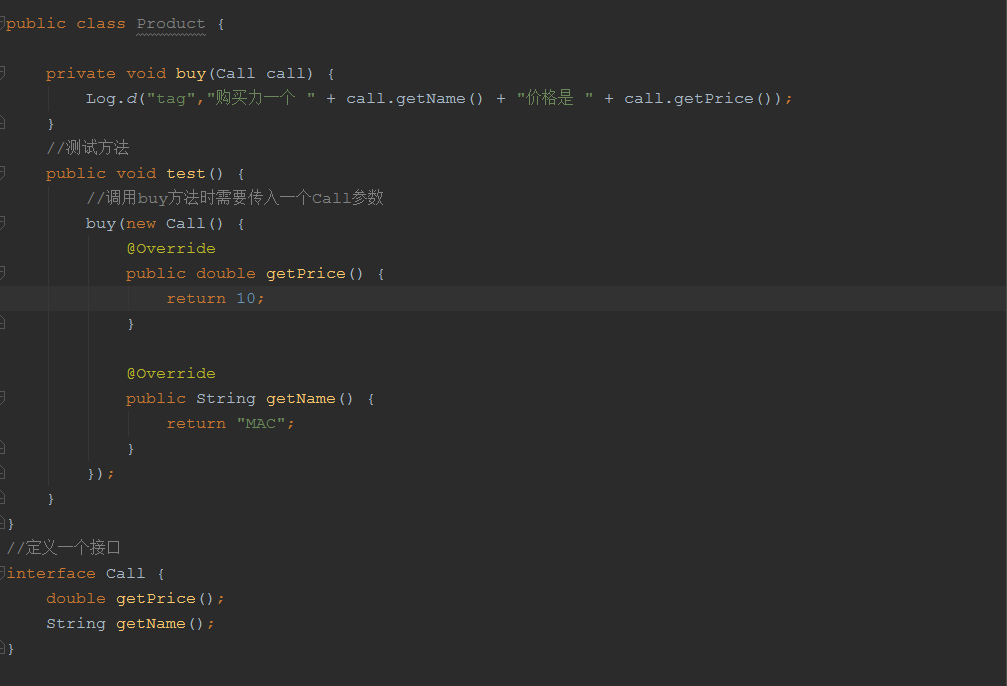 public class Product {
private void buy(Call call) {
Log.d("tag","购买力一个 " + call.getName() + "价格是 " + call.getPrice());
}
//测试方法
public void test() {
//调用buy方法时需要传入一个Call参数
buy(new Call() {
@Override
public double getPrice() {
return 10;
}
@Override
public String getName() {
return "MAC";
}
});
}
}
//定义一个接口
interface Call {
double getPrice();
String getName();
}